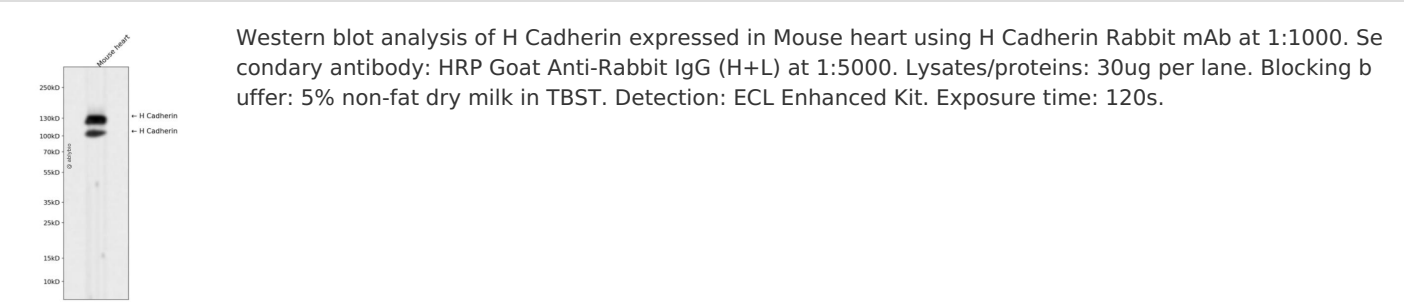 Mouse heart
Western blot analysis of H Cadherin expressed in Mouse heart using H Cadherin Rabbit mAb at 1:1000. Se
condary antibody: HRP Goat Anti-Rabbit IgG (H+L) at 1:5000. Lysates/proteins: 30ug per lane. Blocking b
uffer: 5% non-fat dry milk in TBST. Detection: ECL Enhanced Kit. Exposure time: 120s.
250kD
130kD
← H Cadherin
100kD
← H Cadherin
70kD
55kD
35kD
25kD
15kD
10kD